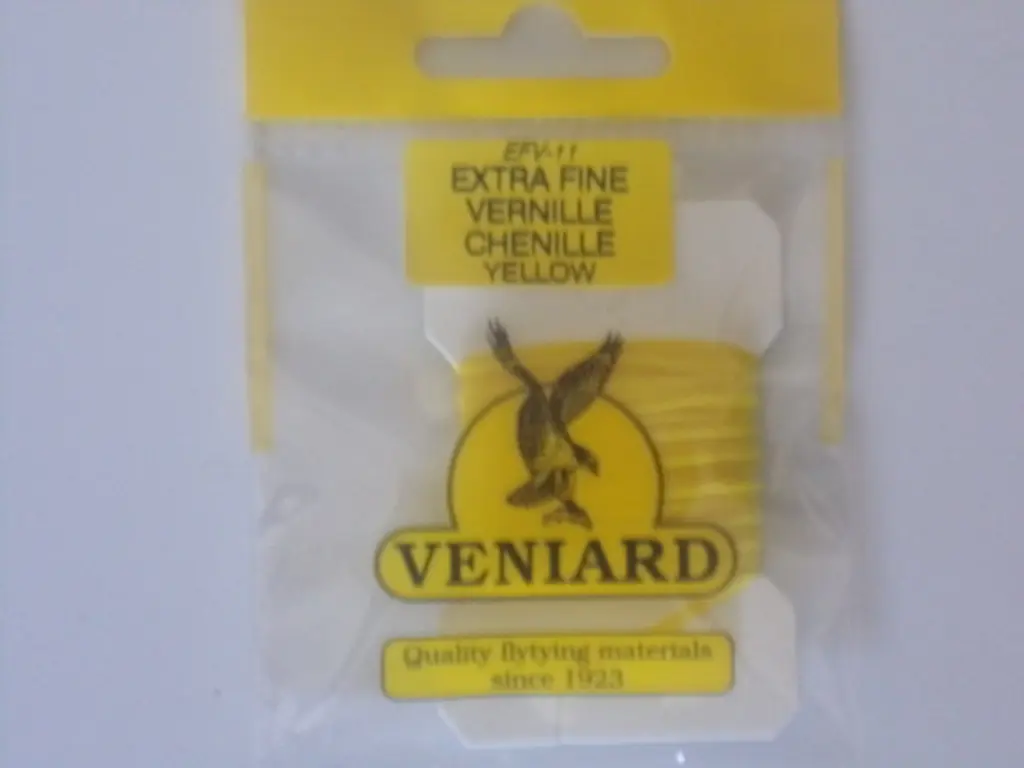 EFV-11
EXTRA FINE
VERNILLE
CHENILLE
YELLOW
VENIARD
Quality flytying materials
since 1923